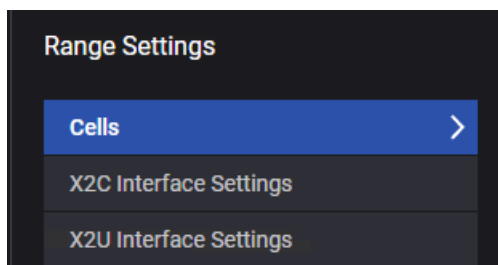 Range Settings
Cells
X2C Interface Settings
X2U Interface Settings